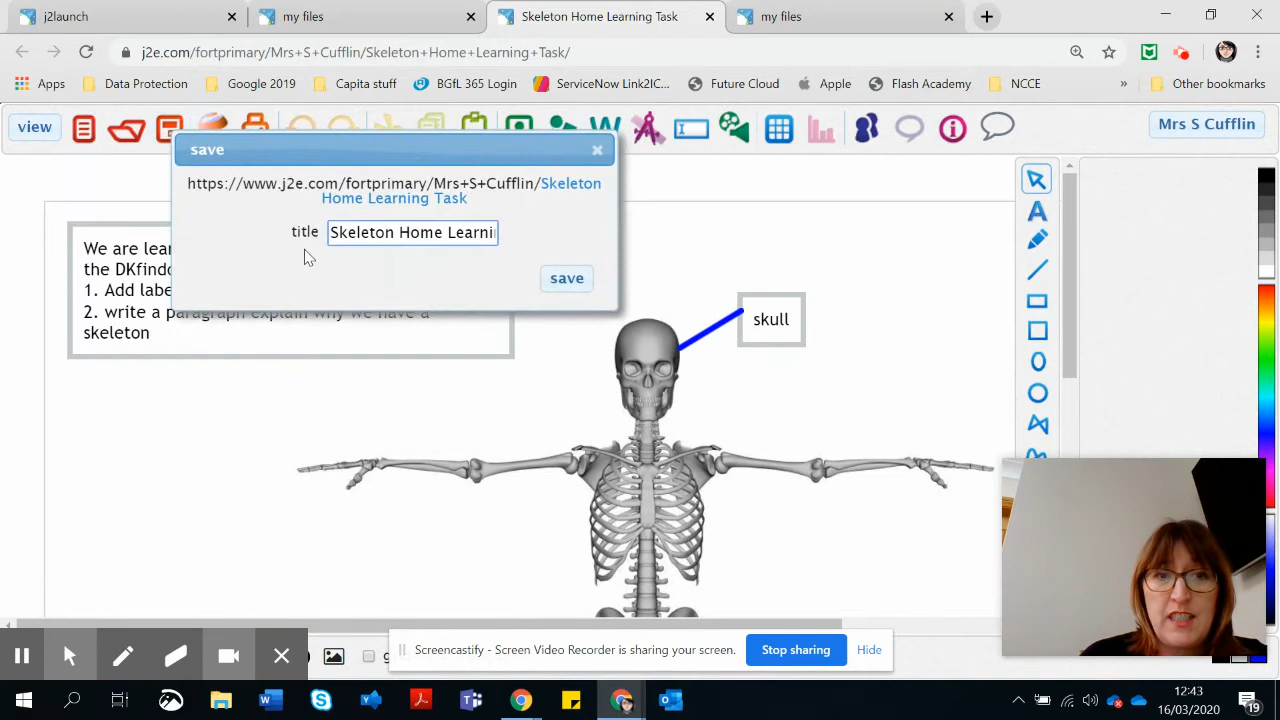 j2launch
my files
Skeleton Home Learning Task
my files
j2e.com/fortprimary/Mrs+S+Cufflin/Skeleton+Home+Learning+Task/
Apps
Data Protection
Google 2019
Capita stuff
BGfL 365 Login
ServiceNow Link2IC...
Future Cloud
Apple
Flash Academy
NCCE
»
Other bookmarks
view
Mrs S Cufflin
save
https://www.j2e.com/fortprimary/Mrs+S+Cufflin/Skeleton
Home Learning Task
title
Skeleton Home Learni
save
We are lear
the DKfind
1. Add labe
2. write a paragraph explain why we have a
skeleton
skull
Screencastify - Screen Video Recorder is sharing your screen.
Stop sharing
Hide
12:43
16/03/2020
19